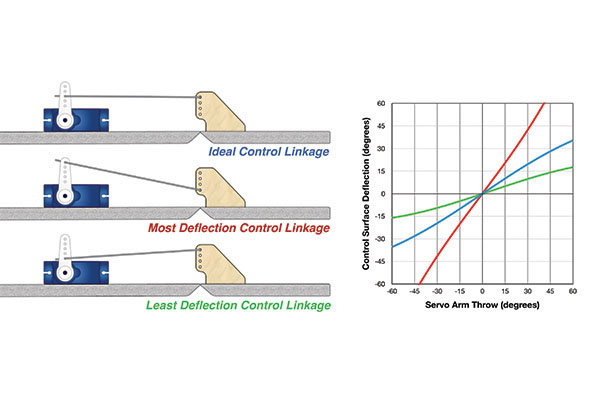 Ideal Control Linkage
Most Deflection Control Linkage
Least Deflection Control Linkage
Control Surface Deflection (degrees)
60
45
30
15
0
-15
-30
-45
-60
-60 -45 -30 -15 0 15 30 45 60
Servo Arm Throw (degrees)